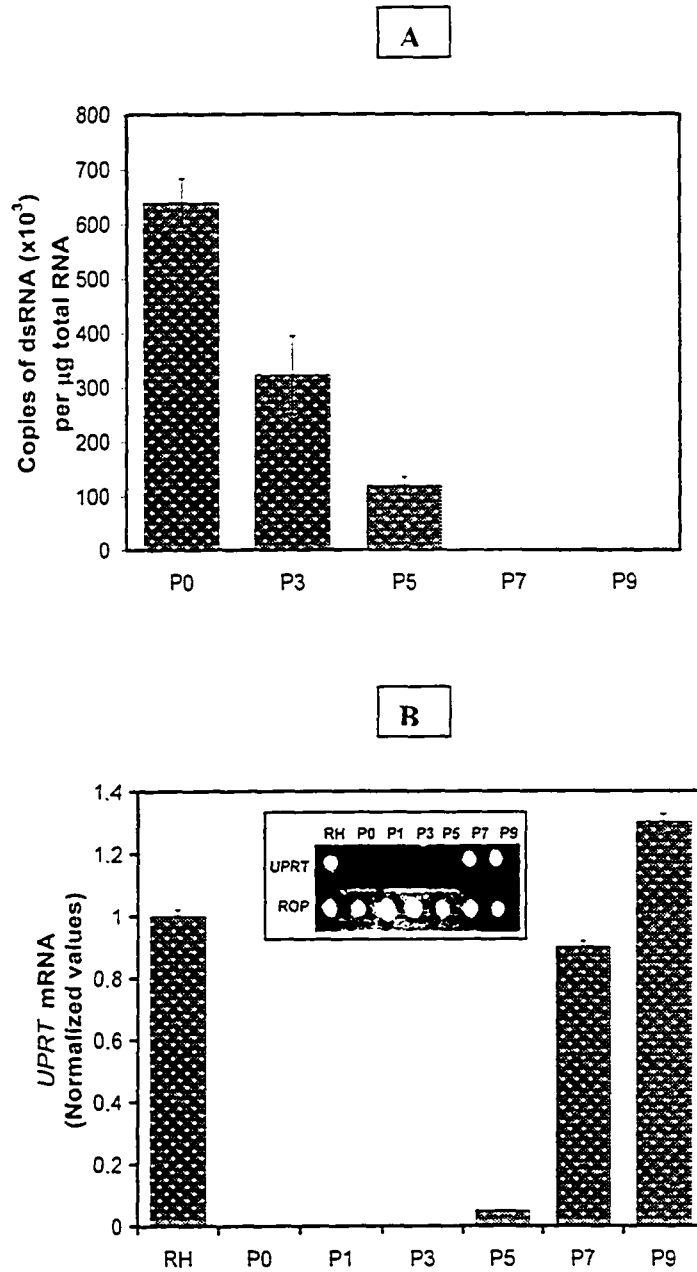 A
Copies of dsRNA (x10³)
per µg total RNA
800
700
600
500
400
300
200
100
0
P0 P3 P5 P7 P9
B
UPRT mRNA
(Normalized values)
1.4
1.2
1
0.8
0.6
0.4
0.2
0
RH P0 P1 P3 P5 P7 P9
UPRT
ROP
RH P0 P1 P3 P5 P7 P9